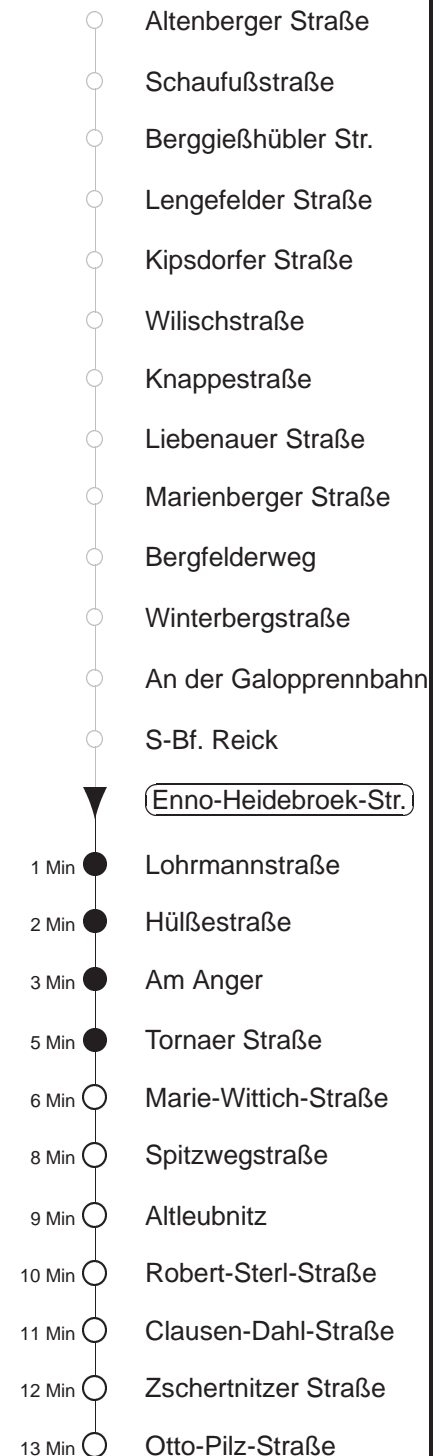 Altenberger Straße
Schaufußstraße
Berggießhübler Str.
Lengefelder Straße
Kipsdorfer Straße
Wilischstraße
Knappestraße
Liebenauer Straße
Marienberger Straße
Bergfelderweg
Winterbergstraße
An der Galopprennbahn
S-Bf. Reick
Enno-Heidebroek-Str.
1 Min Lohrmannstraße
2 Min Hülßestraße
3 Min Am Anger
5 Min Tornaer Straße
6 Min Marie-Wittich-Straße
8 Min Spitzwegstraße
9 Min Altleubnitz
10 Min Robert-Sterl-Straße
11 Min Clausen-Dahl-Straße
12 Min Zschertnitzer Straße
13 Min Otto-Pilz-Straße